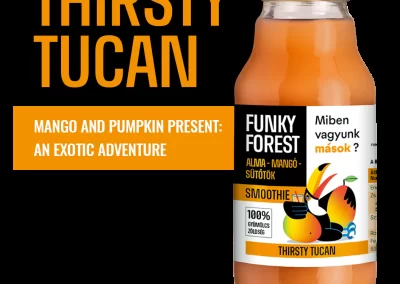 THIRSTY
TUCAN
MANGO AND PUMPKIN PRESENT:
AN EXOTIC ADVENTURE
FUNKY
FOREST
ALMA - MANGÓ -
SÜTŐTÖK
SMOOTHIE
100%
GYÜMÖLCS
ZÖLDSÉG
THIRSTY TUCAN
Miben
vagyunk
mások ?